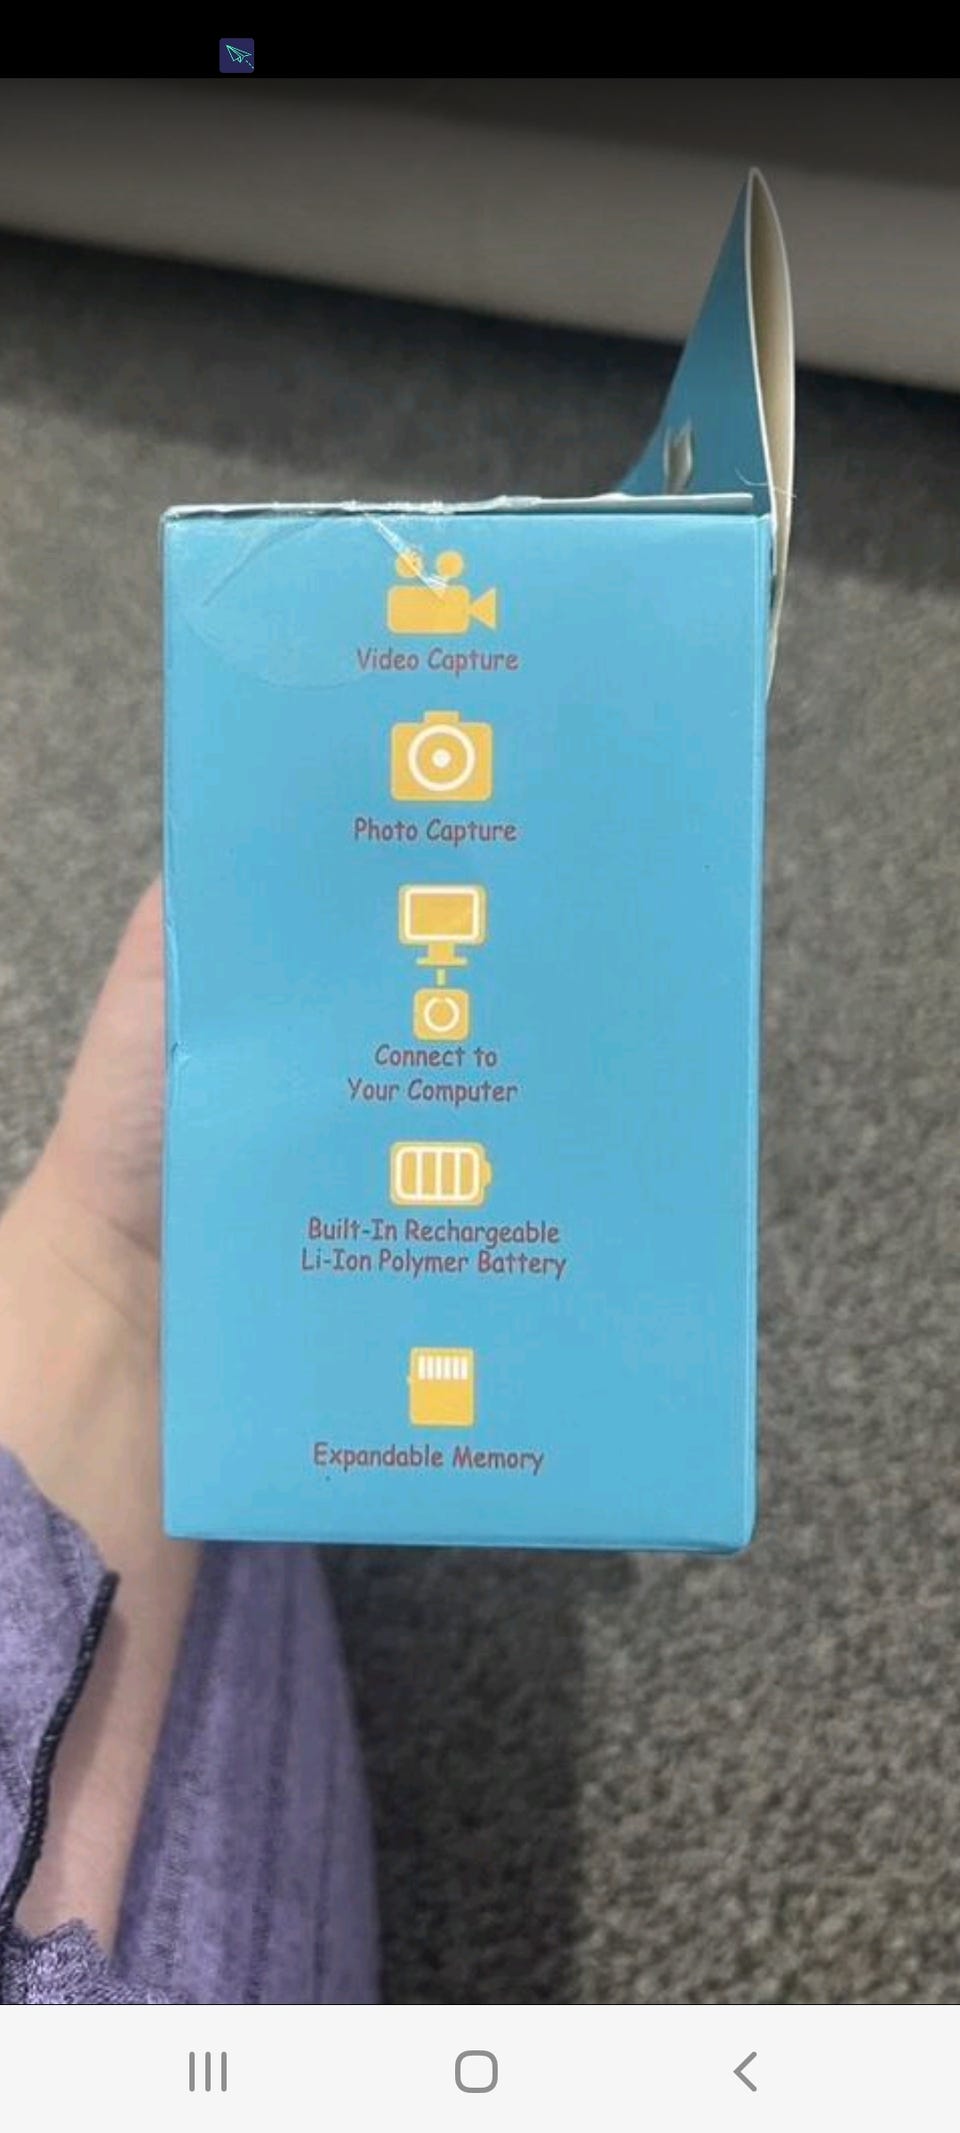 Video Capture
Photo Capture
Connect to
Your Computer
Built-In Rechargeable
Li-Ion Polymer Battery
Expandable Memory